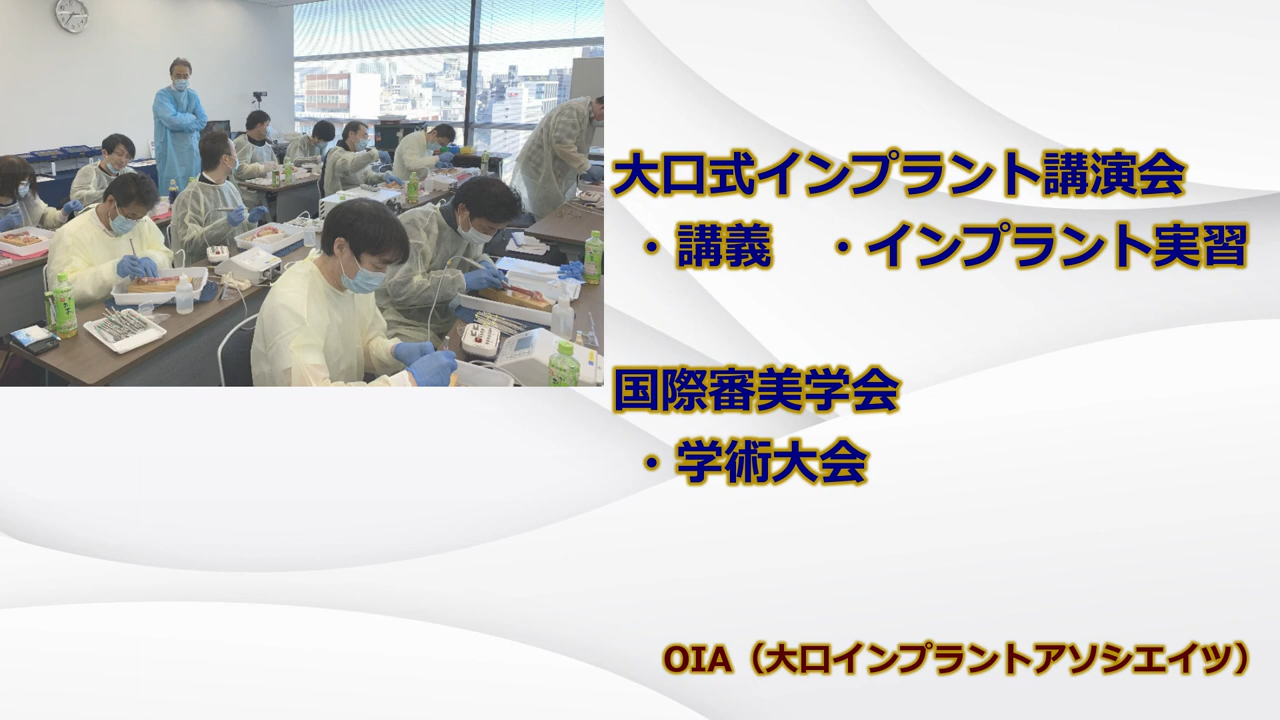 大口式インプラント講演会
・講義　・インプラント実習
国際審美学会
・学術大会
OIA（大口インプラントアソシエイツ）